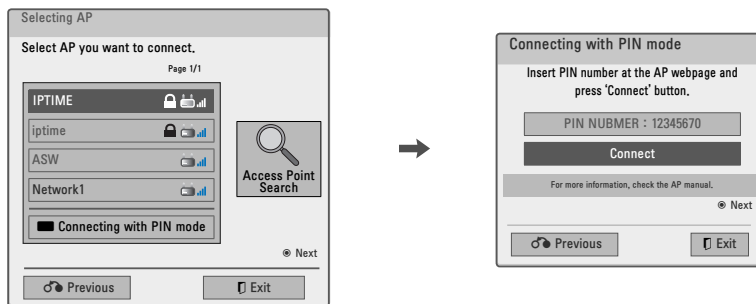 Selecting AP
Select AP you want to connect.
Page 1/1
IPTIME
iptime
ASW
Network1
Connecting with PIN mode
Access Point
Search
Next
Previous
Exit
Connecting with PIN mode
Insert PIN number at the AP webpage and
press 'Connect' button.
PIN NUBMER : 12345670
Connect
For more information, check the AP manual.
Next
Previous
Exit